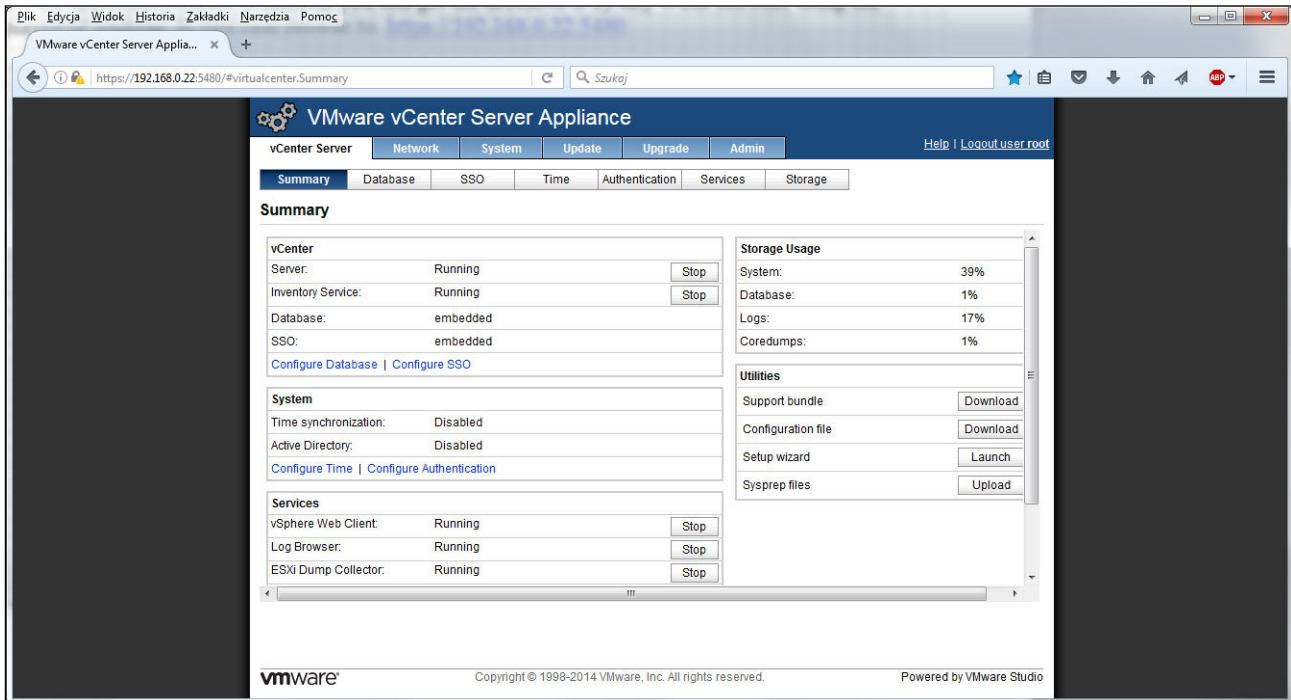 Plik Edycja Widok Historia Zakładki Narzędzia Pomoc
VMware vCenter Server Applia... × +
https://192.168.0.22:5480/#virtualcenter.Summary Szukaj ABP
VMware vCenter Server Appliance
vCenter Server Network System Update Upgrade Admin Help | Logout user root
Summary Database SSO Time Authentication Services Storage
Summary
vCenter
Server: Running Stop
Inventory Service: Running Stop
Database: embedded
SSO: embedded
Configure Database | Configure SSO
System
Time synchronization: Disabled
Active Directory: Disabled
Configure Time | Configure Authentication
Services
vSphere Web Client: Running Stop
Log Browser: Running Stop
ESXi Dump Collector: Running Stop
Storage Usage
System: 39%
Database: 1%
Logs: 17%
Coredumps: 1%
Utilities
Support bundle Download
Configuration file Download
Setup wizard Launch
Sysprep files Upload
vmware Copyright © 1998-2014 VMware, Inc. All rights reserved. Powered by VMware Studio